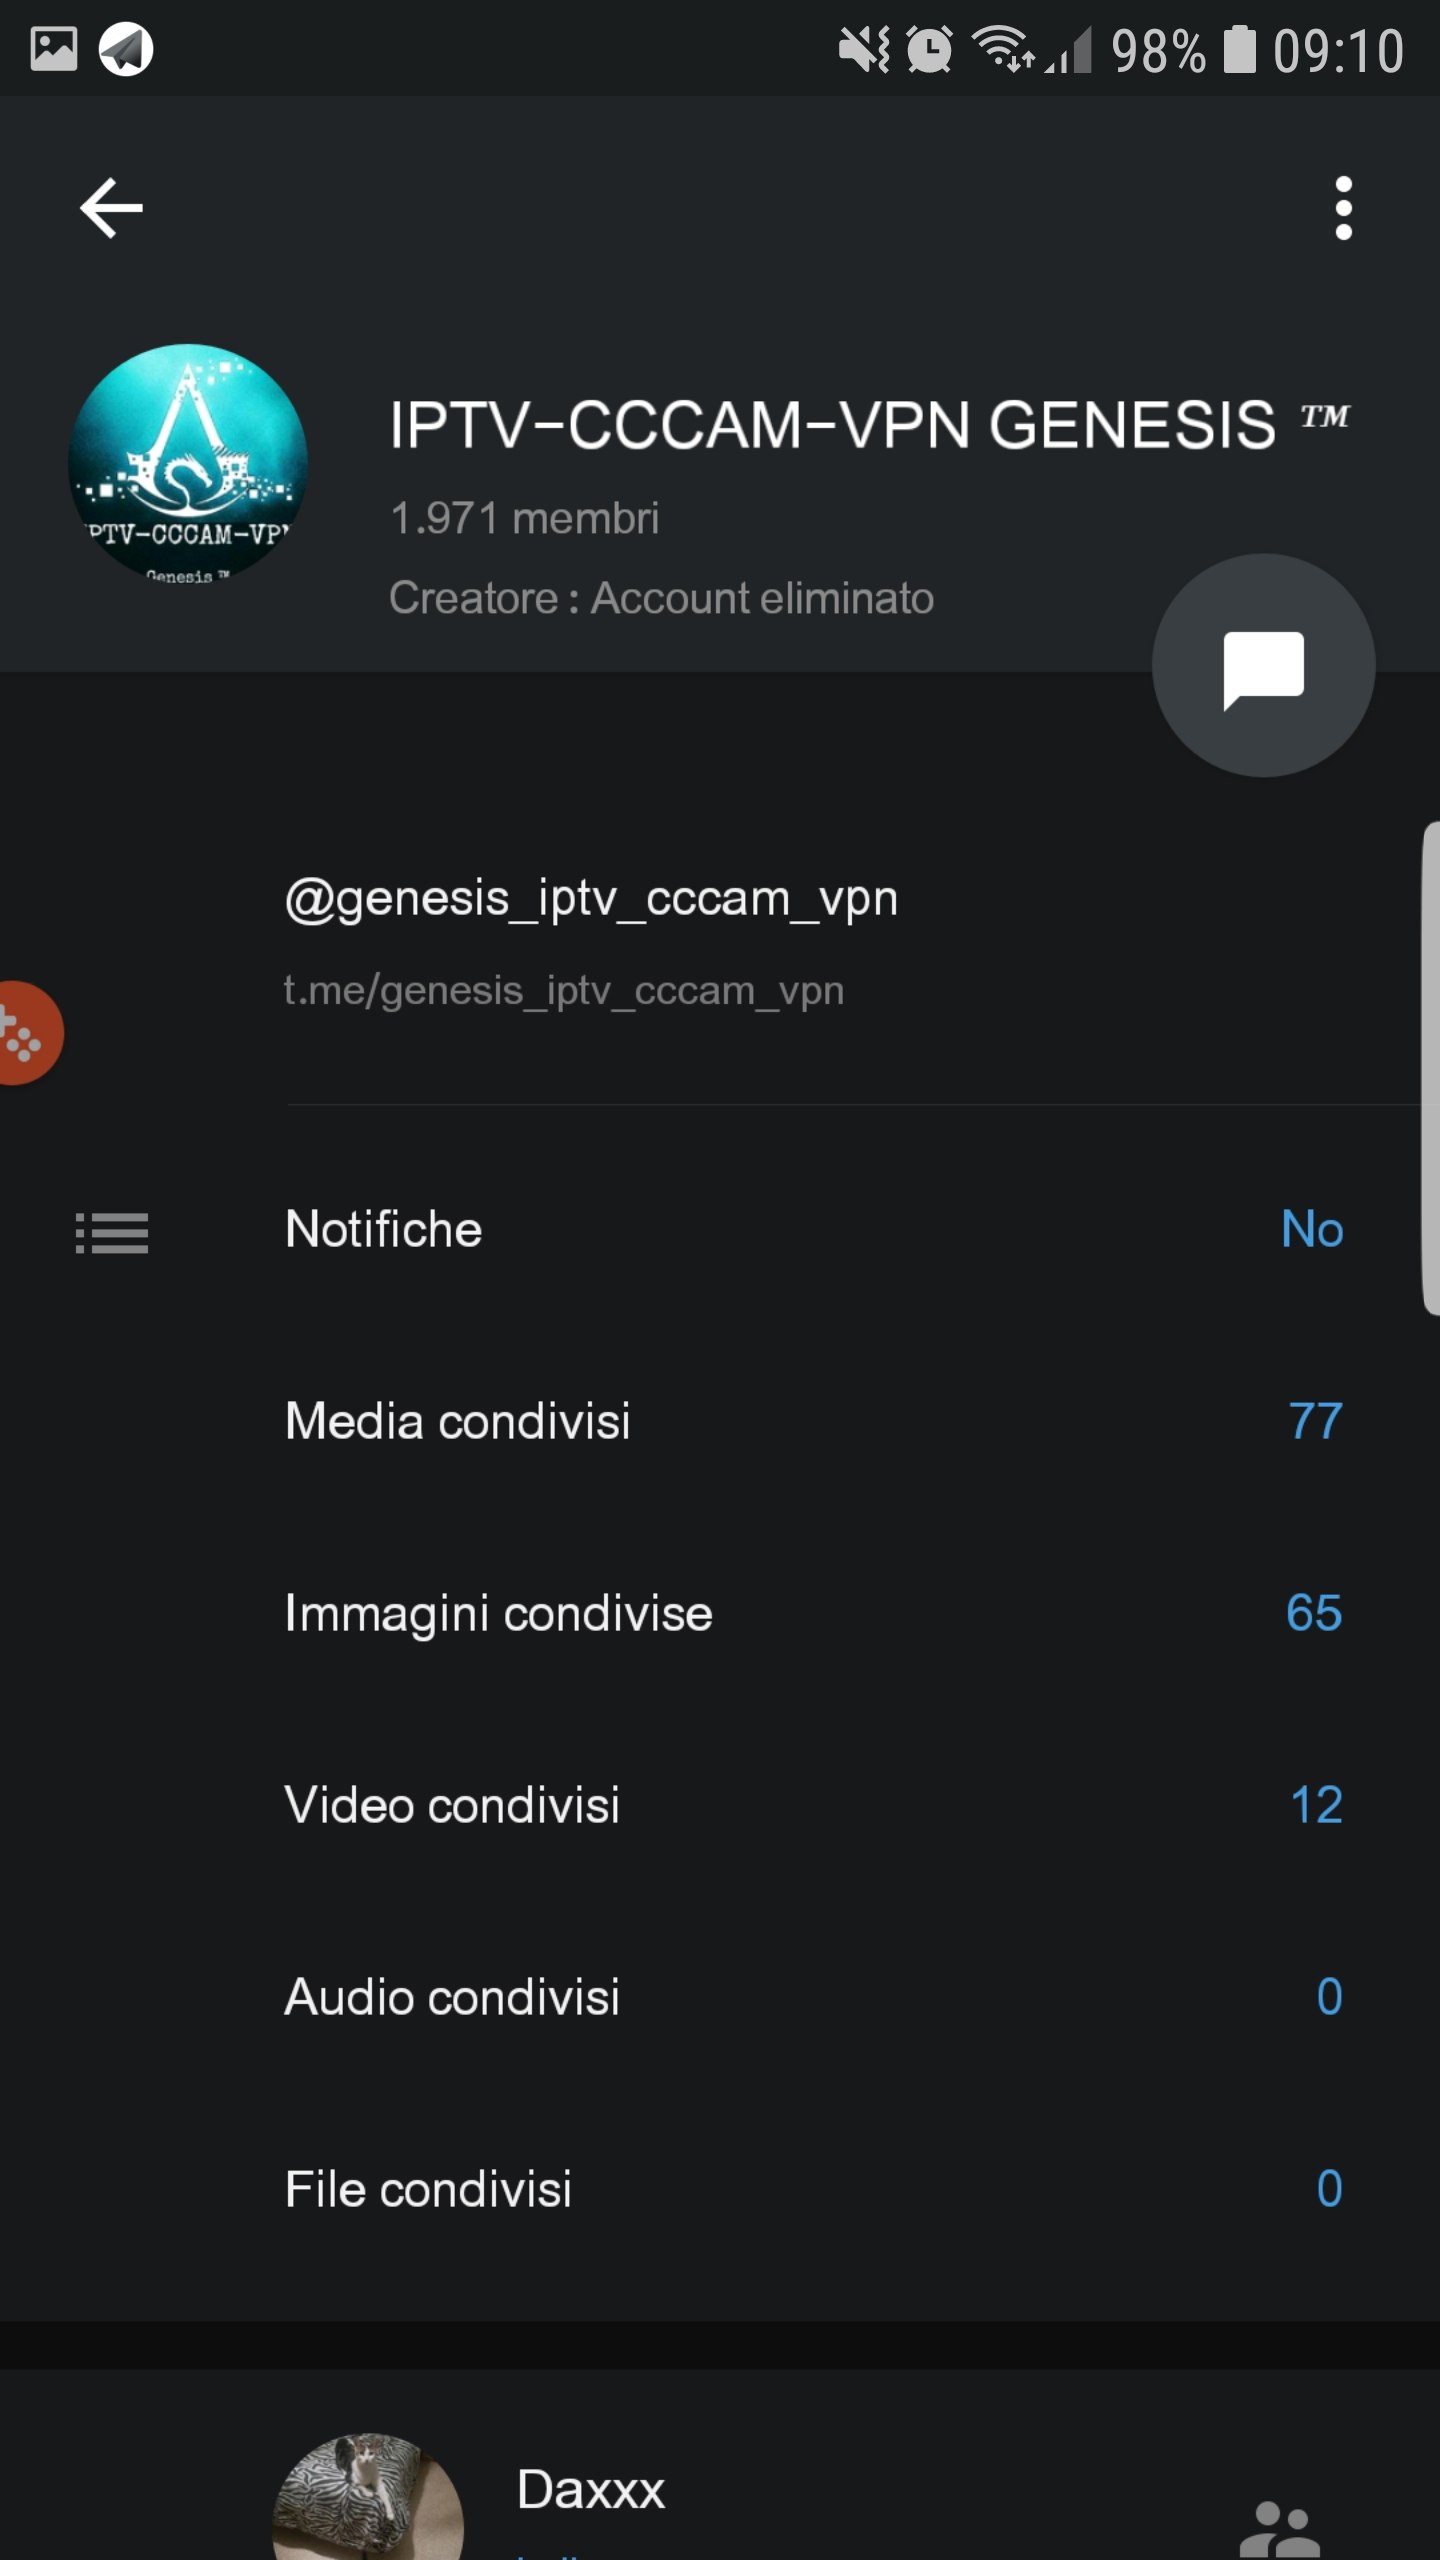 98% 09:10
IPTV-CCCAM-VPN GENESIS ™
PTV-CCCAM-VP
Genesis ™
1.971 membri
Creatore : Account eliminato
@genesis_iptv_cccam_vpn
t.me/genesis_iptv_cccam_vpn
Notifiche No
Media condivisi 77
Immagini condivise 65
Video condivisi 12
Audio condivisi 0
File condivisi 0
Daxxx